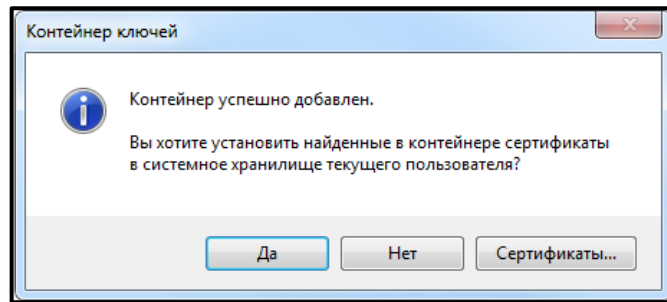 Контейнер ключей
Контейнер успешно добавлен.
Вы хотите установить найденные в контейнере сертификаты
в системное хранилище текущего пользователя?
Да
Нет
Сертификаты...